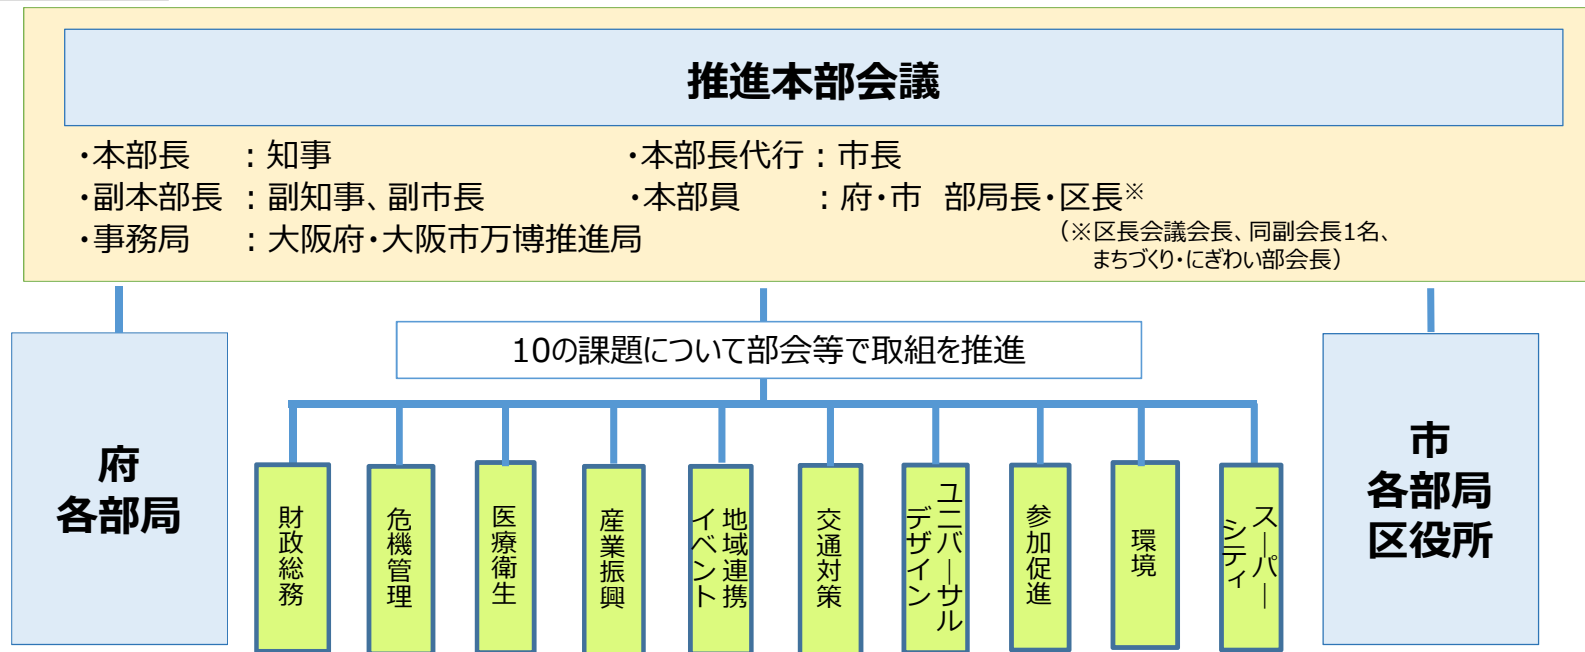 推進本部会議
・本部長　：知事
・本部長代行：市長
・副本部長：副知事、副市長
・本部員　：府・市　部局長・区長※
・事務局　：大阪府・大阪市万博推進局
（※区長会議会長、同副会長1名、
まちづくり・にぎわい部会長）
10の課題について部会等で取組を推進
府
各部局
財政総務
危機管理
医療衛生
産業振興
地域連携
イベント
交通対策
ユニバーサル
デザイン
参加促進
環境
スーパー
シティ
市
各部局
区役所